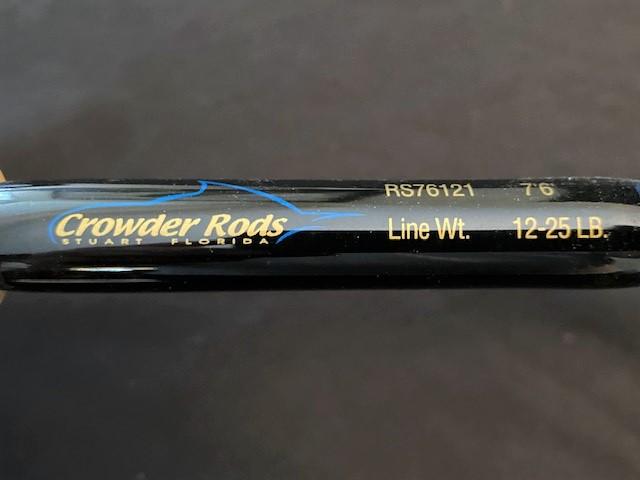 Crowder Rods
STUART FLORIDA
RS76121 7'6
Line Wt. 12-25 LB.